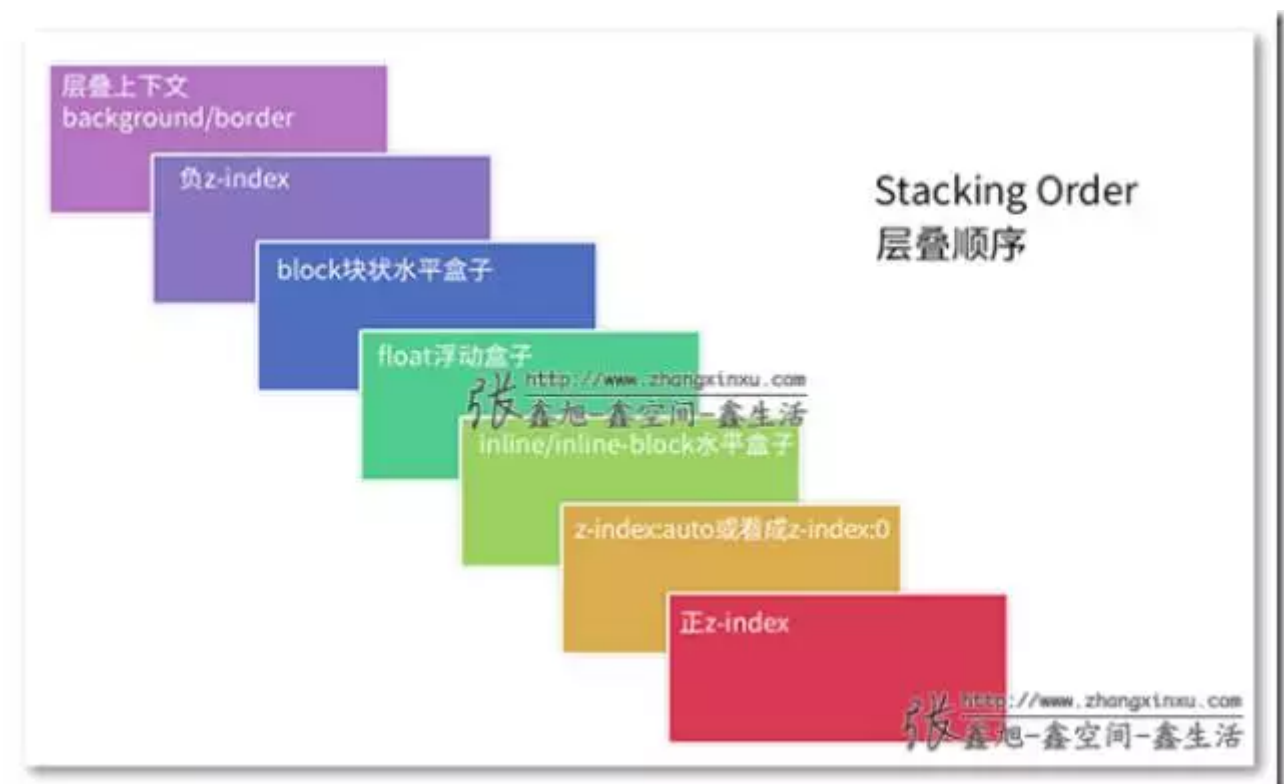 层叠上下文
background/border
负z-index
Stacking Order
层叠顺序
block块状水平盒子
float浮动盒子
http://www.zhangxinxu.com
张鑫旭-鑫空间-鑫生活
inline/inline-block水平盒子
z-index:auto或看成z-index:0
正z-index
http://www.zhangxinxu.com
张鑫旭-鑫空间-鑫生活